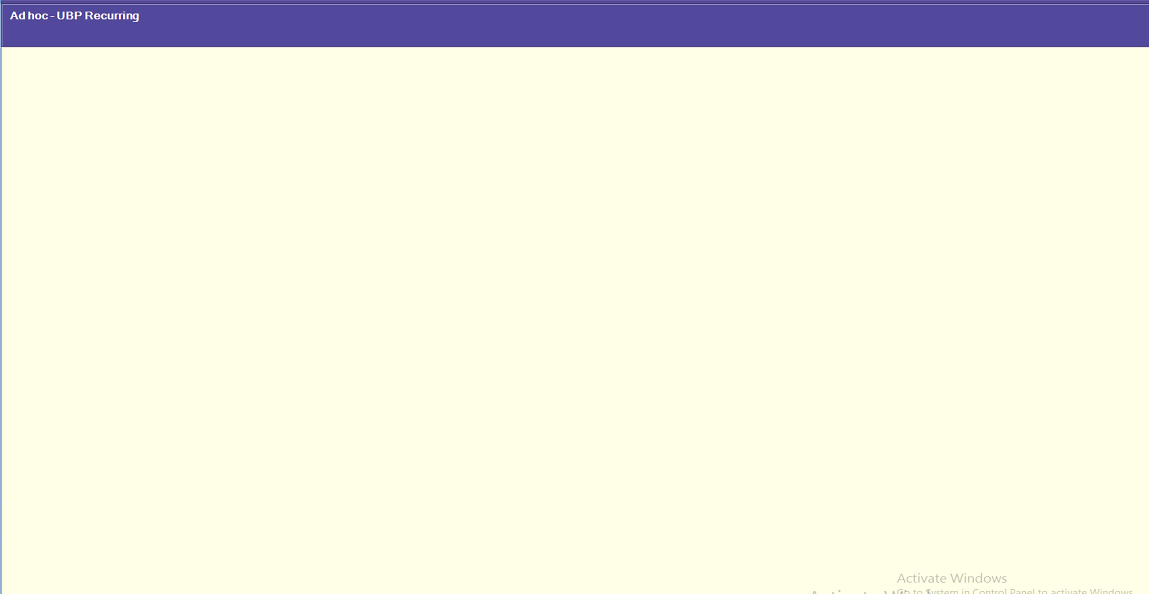 Ad hoc - UBP Recurring
Activate Windows
Go to System in Control Panel to activate Windows.